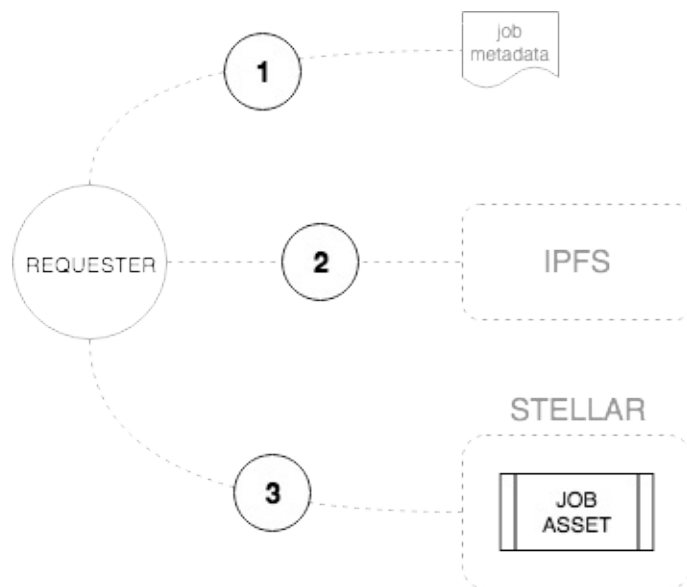 job
metadata
1
REQUESTER
2
IPFS
STELLAR
3
JOB
ASSET